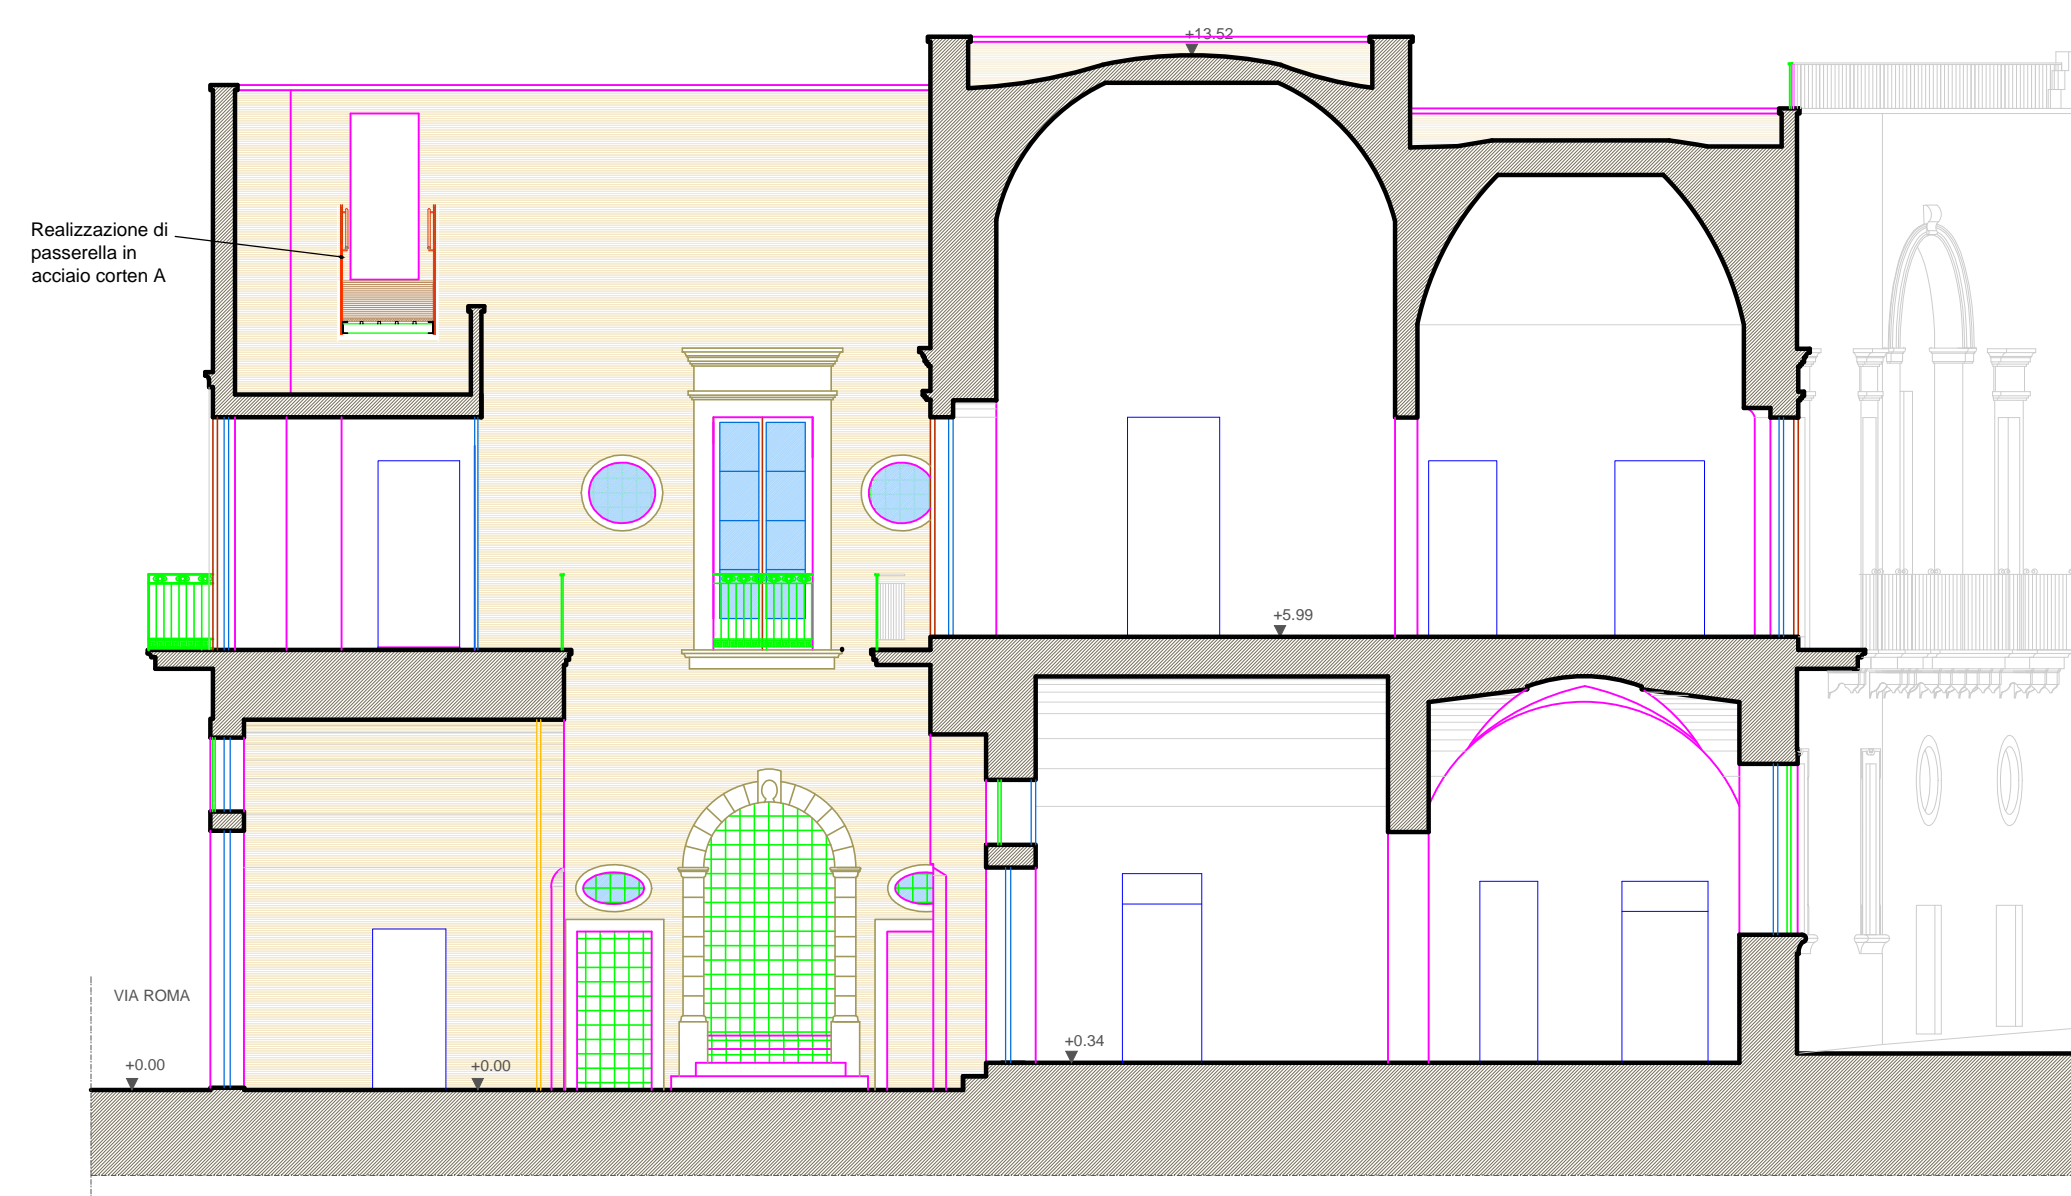 +13.52
Realizzazione di
passerella in
acciaio corten A
+5.99
VIA ROMA
+0.34
+0.00
+0.00